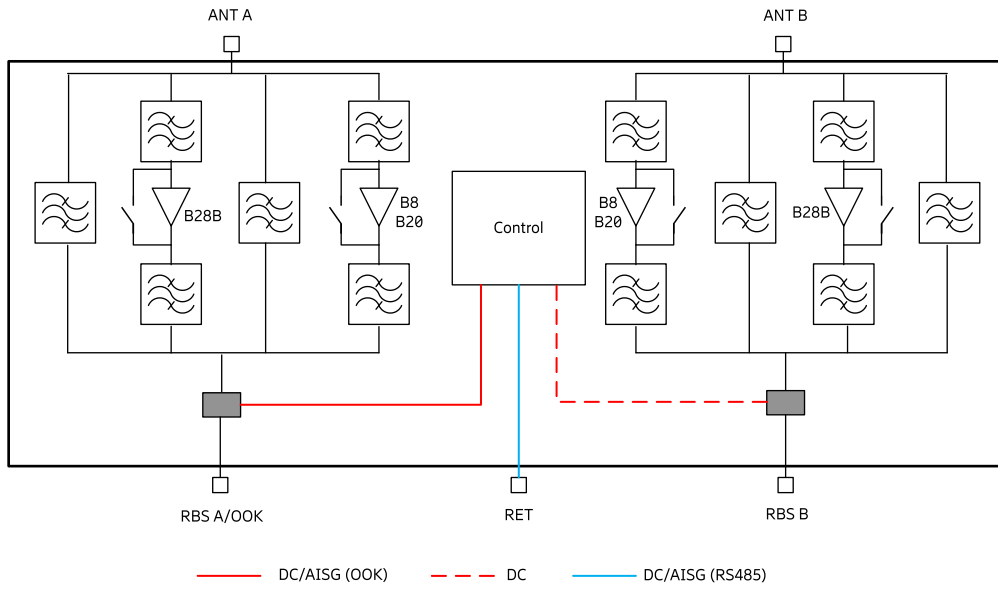 ANT A
ANT B
B28B
B8
B20
Control
B8
B20
B28B
RBS A/OOK
RET
RBS B
DC/AISG (OOK)
DC
DC/AISG (RS485)